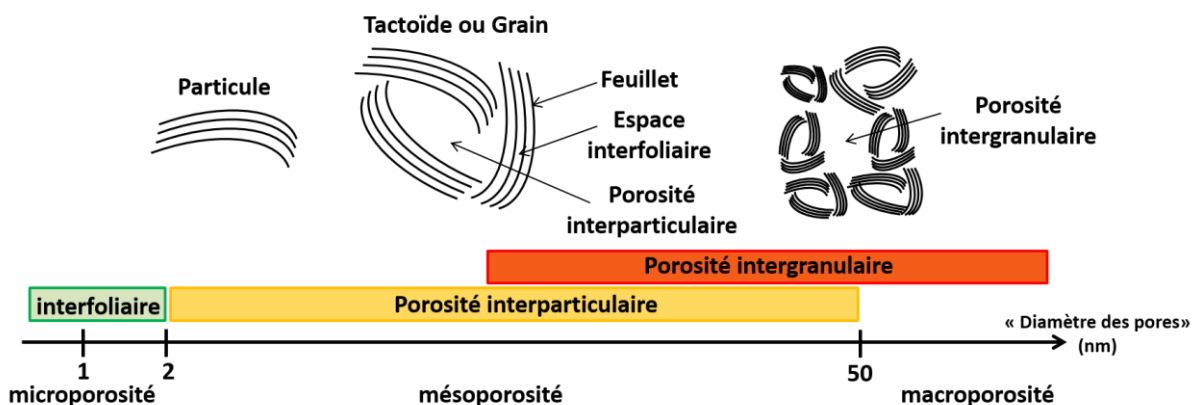 Tactoïde ou Grain
Particule
Feuillet
Espace
interfoliaire
Porosité
interparticulaire
Porosité
intergranulaire
Porosité intergranulaire
interfoliaire
Porosité interparticulaire
« Diamètre des pores»
(nm)
1
2
50
microporosité
mésoporosité
macroporosité